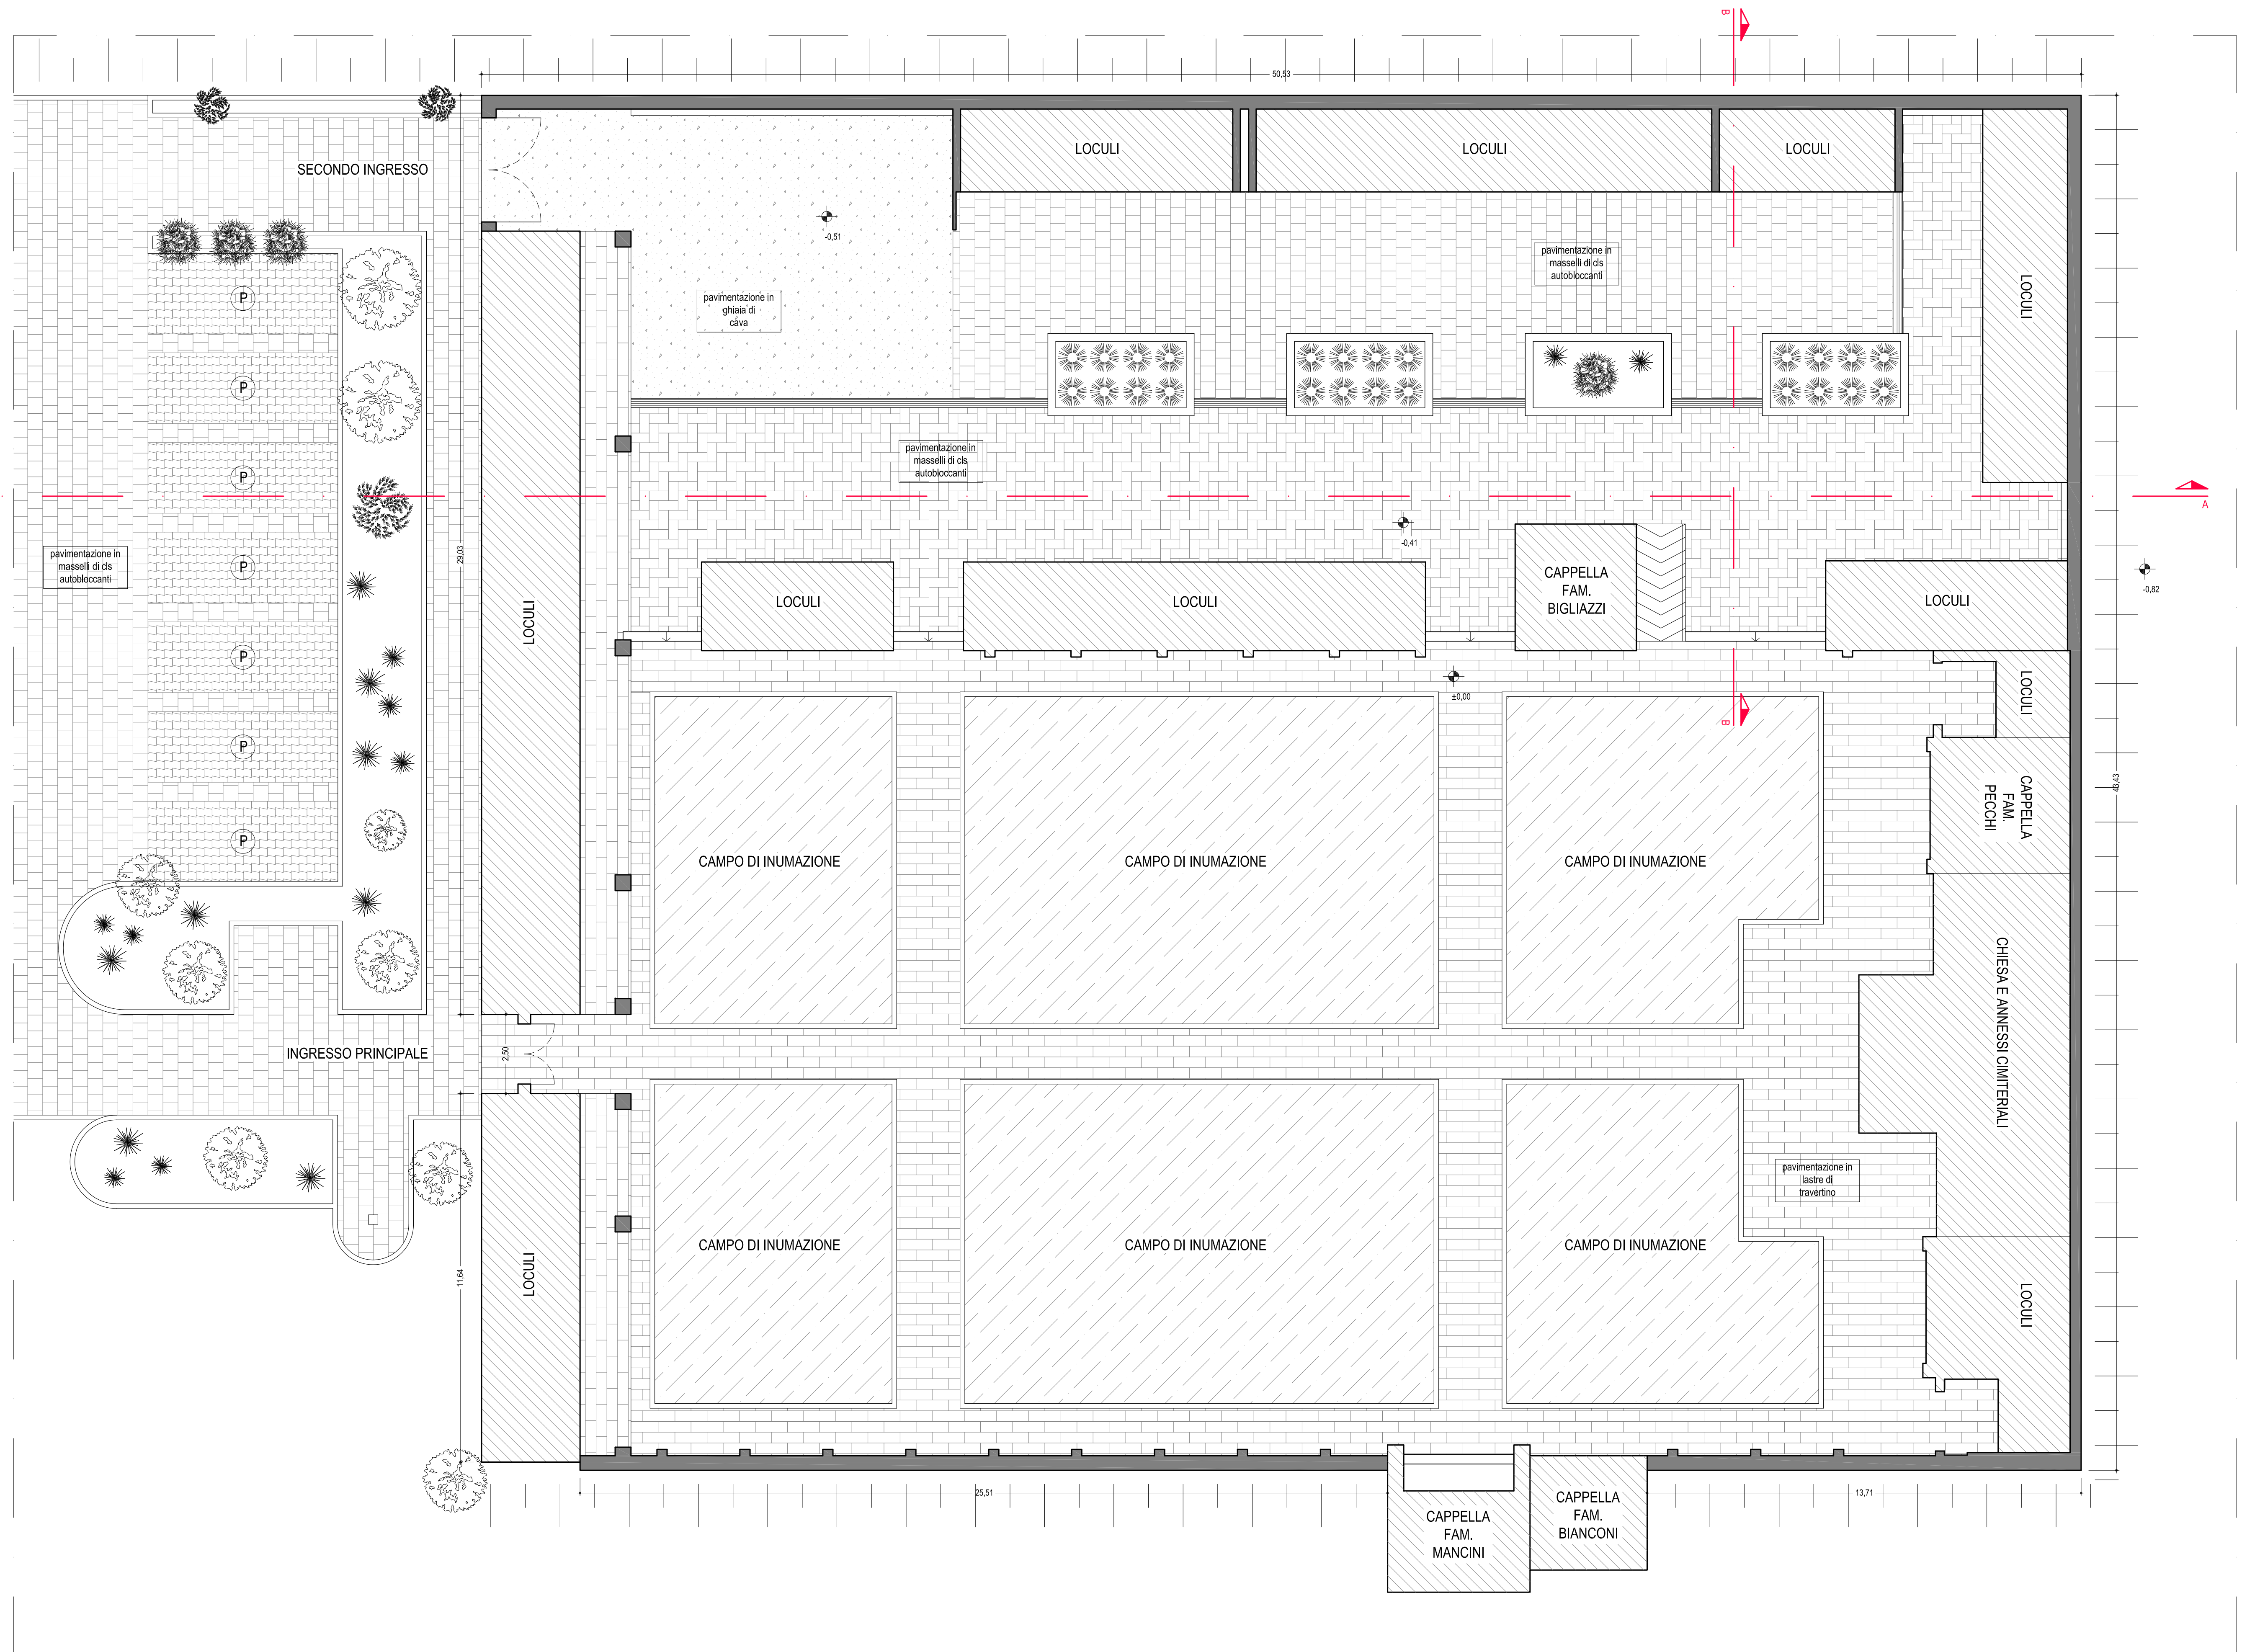 B
50,53
SECONDO INGRESSO
LOCULI
LOCULI
LOCULI
-0,51
pavimentazione in
masselli di cls
autobloccanti
LOCULI
P
pavimentazione in
ghiaia di
cava
P
pavimentazione in
masselli di cls
autobloccanti
P
A
-0,41
pavimentazione in
masselli di cls
autobloccanti
P
29,03
CAPPELLA
FAM.
BIGLIAZZI
-0,82
LOCULI
LOCULI
LOCULI
LOCULI
P
±0,00
LOCULI
B
P
43,43
CAPPELLA
FAM.
PECCHI
P
CAMPO DI INUMAZIONE
CAMPO DI INUMAZIONE
CAMPO DI INUMAZIONE
CHIESA E ANNESSI CIMITERIALI
INGRESSO PRINCIPALE
2,50
pavimentazione in
lastre di
travertino
CAMPO DI INUMAZIONE
CAMPO DI INUMAZIONE
CAMPO DI INUMAZIONE
11,64
LOCULI
LOCULI
25,51
13,71
CAPPELLA
FAM.
MANCINI
CAPPELLA
FAM.
BIANCONI